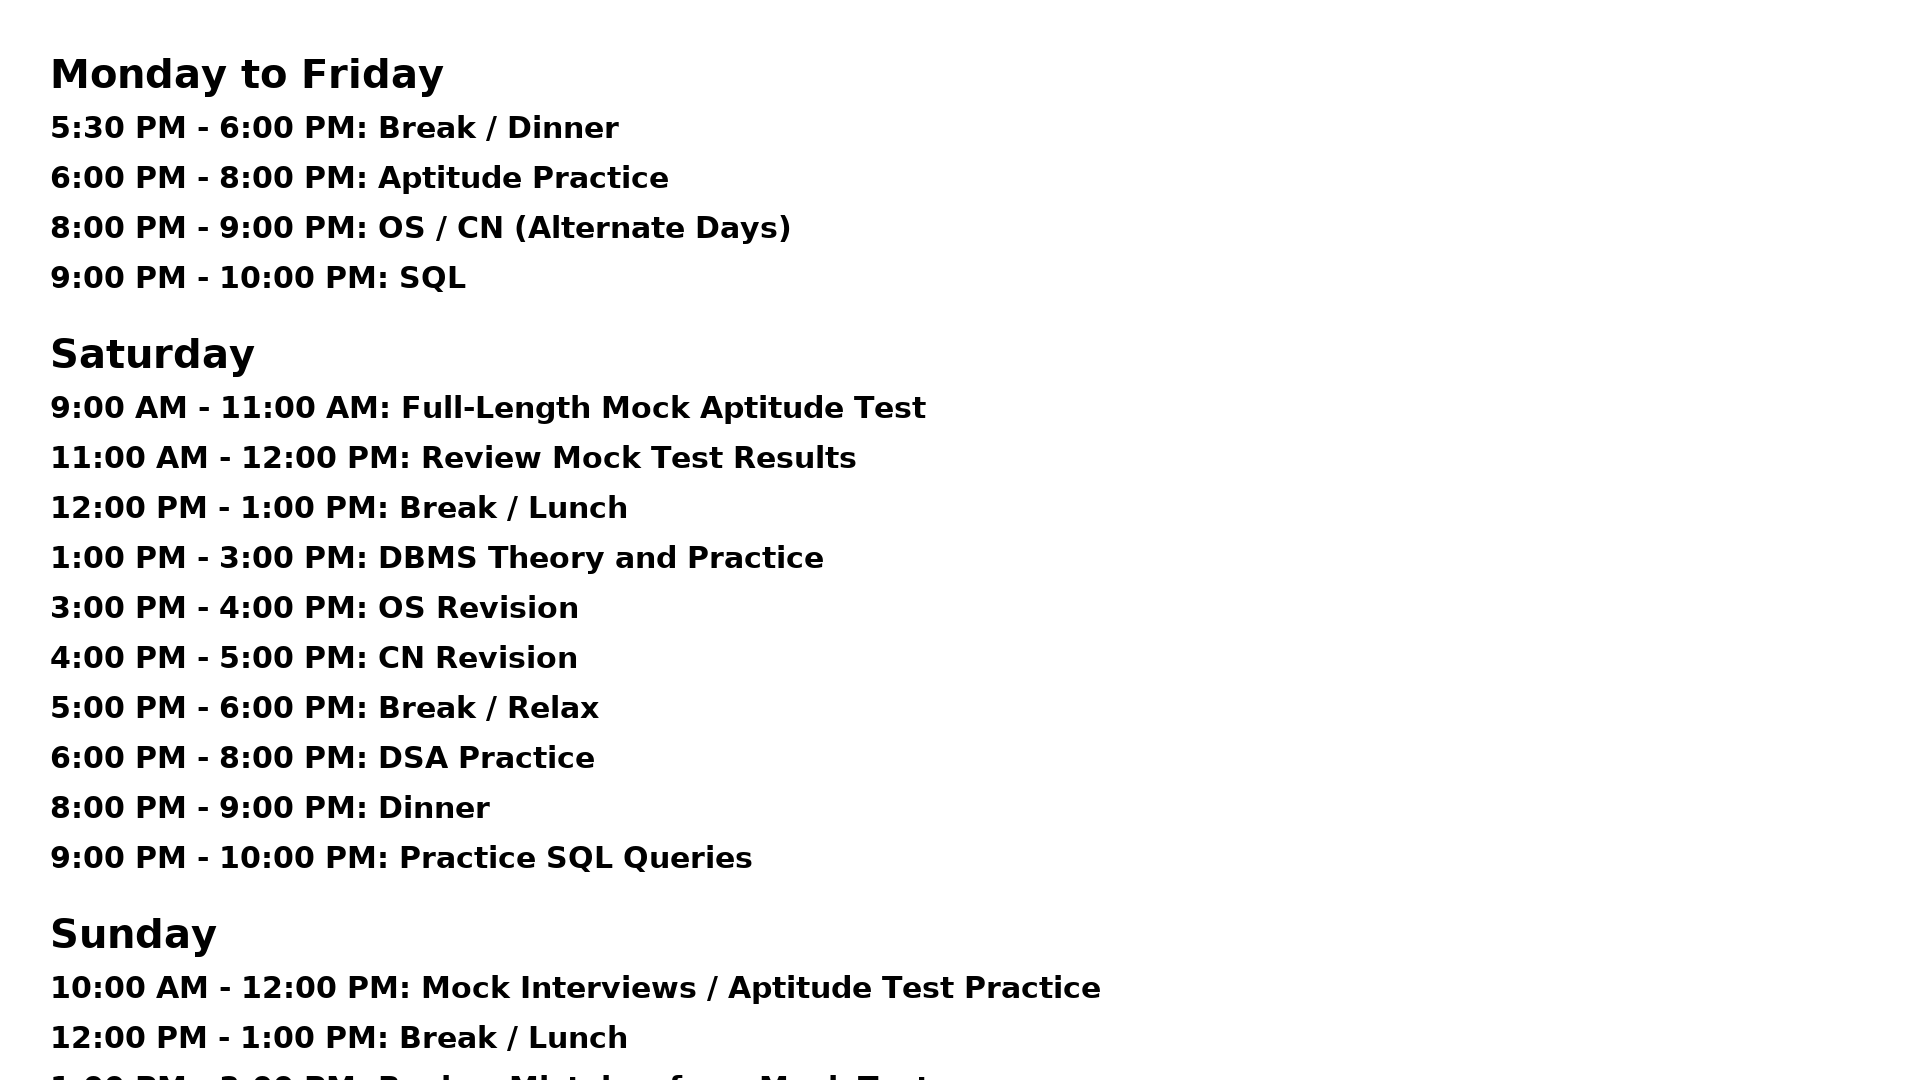 Monday to Friday
5:30 PM - 6:00 PM: Break / Dinner
6:00 PM - 8:00 PM: Aptitude Practice
8:00 PM - 9:00 PM: OS / CN (Alternate Days)
9:00 PM - 10:00 PM: SQL
Saturday
9:00 AM - 11:00 AM: Full-Length Mock Aptitude Test
11:00 AM - 12:00 PM: Review Mock Test Results
12:00 PM - 1:00 PM: Break / Lunch
1:00 PM - 3:00 PM: DBMS Theory and Practice
3:00 PM - 4:00 PM: OS Revision
4:00 PM - 5:00 PM: CN Revision
5:00 PM - 6:00 PM: Break / Relax
6:00 PM - 8:00 PM: DSA Practice
8:00 PM - 9:00 PM: Dinner
9:00 PM - 10:00 PM: Practice SQL Queries
Sunday
10:00 AM - 12:00 PM: Mock Interviews / Aptitude Test Practice
12:00 PM - 1:00 PM: Break / Lunch